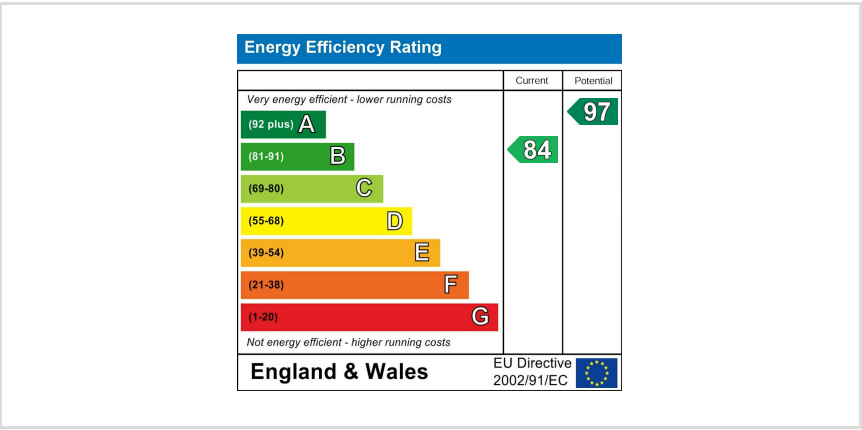 Energy Efficiency Rating
Current Potential
Very energy efficient - lower running costs
(92 plus) A
97
(81-91) B
84
(69-80) C
(55-68) D
(39-54) E
(21-38) F
(1-20) G
Not energy efficient - higher running costs
England & Wales
EU Directive
2002/91/EC